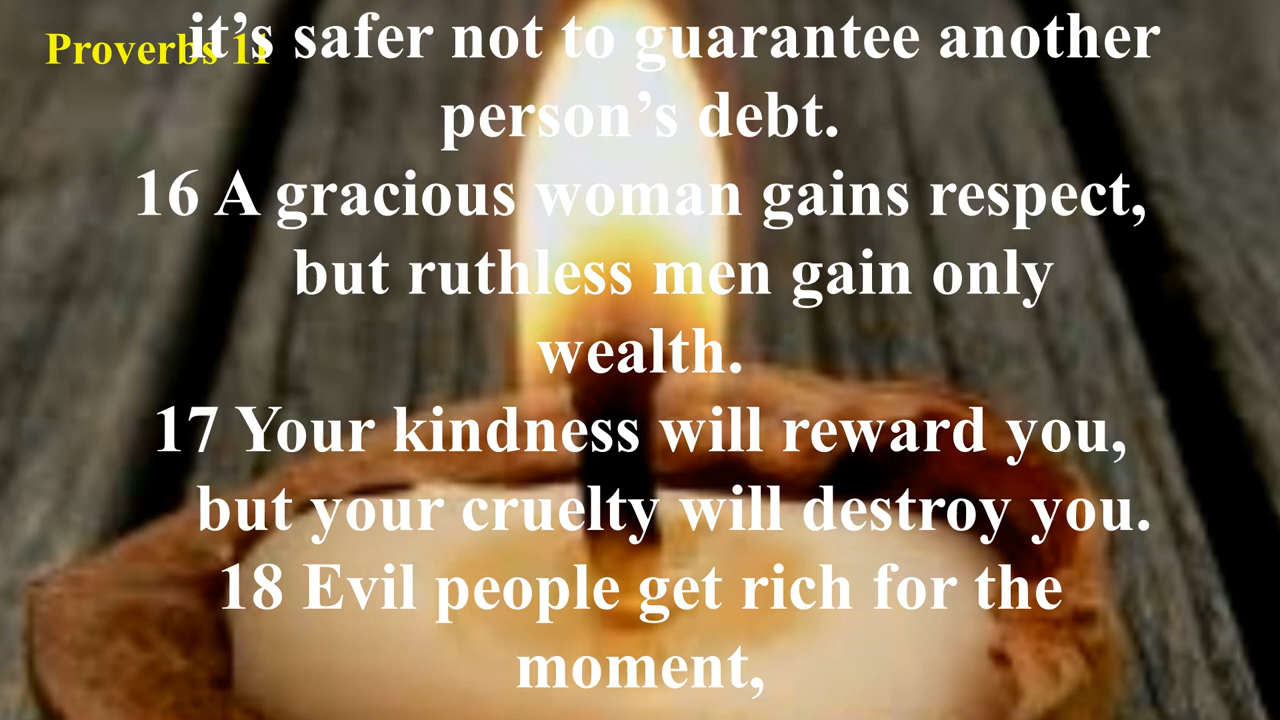 Proverbs 11
it’s safer not to guarantee another
person’s debt.
16 A gracious woman gains respect,
but ruthless men gain only
wealth.
17 Your kindness will reward you,
but your cruelty will destroy you.
18 Evil people get rich for the
moment,